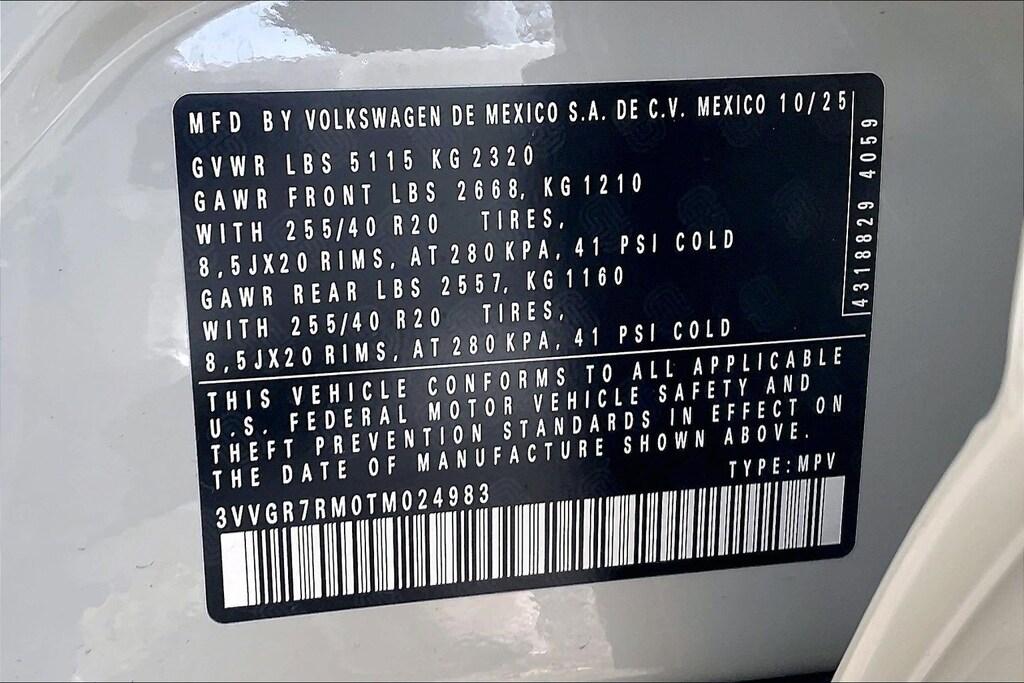 MFD BY VOLKSWAGEN DE MEXICO S.A. DE C.V. MEXICO 10/25
GVWR LBS 5115 KG 2320
GAWR FRONT LBS 2668, KG 1210
WITH 255/40 R20 TIRES,
8,5JX20 RIMS, AT 280 KPA, 41 PSI COLD
GAWR REAR LBS 2557, KG 1160
WITH 255/40 R20 TIRES,
8,5JX20 RIMS, AT 280 KPA, 41 PSI COLD
4318829 4059
THIS VEHICLE CONFORMS TO ALL APPLICABLE
U.S. FEDERAL MOTOR VEHICLE SAFETY AND
THEFT PREVENTION STANDARDS IN EFFECT ON
THE DATE OF MANUFACTURE SHOWN ABOVE.
TYPE: MPV
3VVGR7RM0TM024983